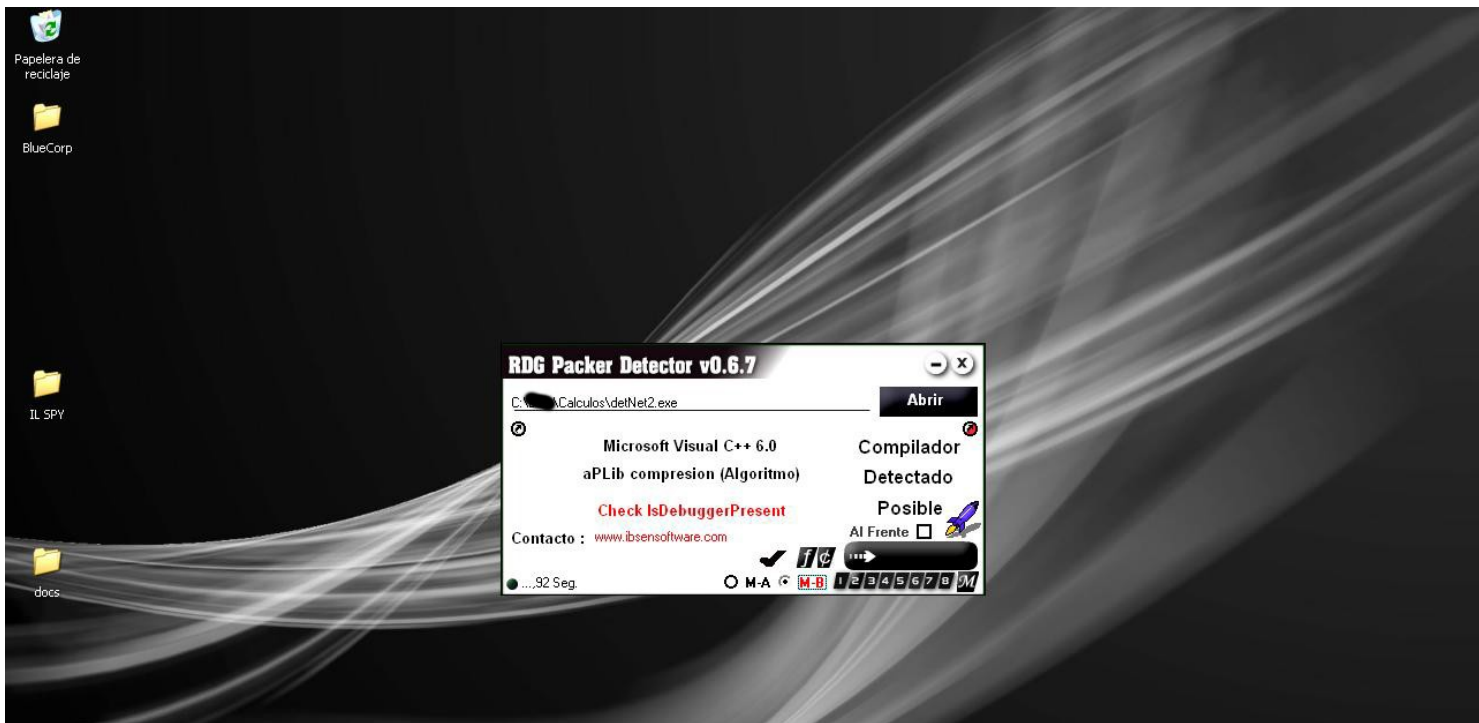 Papelera de
reciclaje
BlueCorp
IL SPY
docs
RDG Packer Detector v0.6.7
C:\ \Calculos\detNet2.exe
Abrir
Microsoft Visual C++ 6.0
Compilador
aPLib compresion (Algoritmo)
Detectado
Check IsDebuggerPresent
Posible
Al Frente
Contacto : www.ibsensoftware.com
...,92 Seg.
M-A
M-B
1 2 3 4 5 6 7 8 M